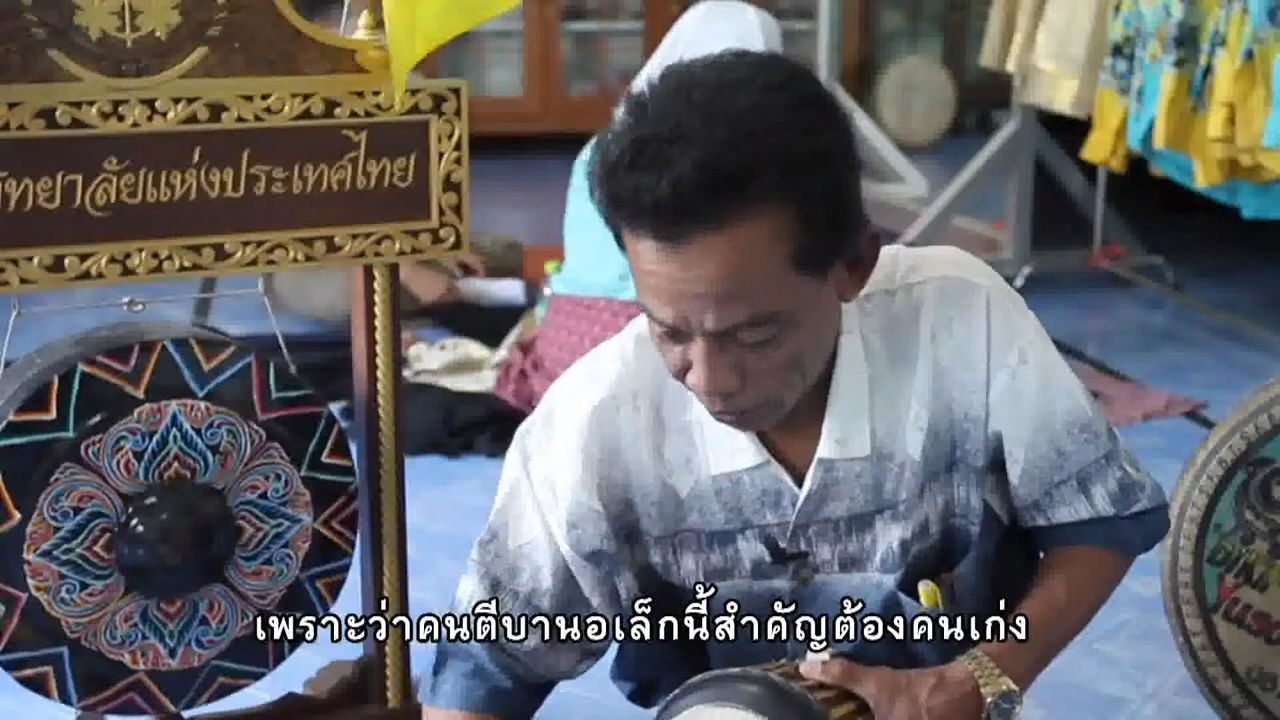 วิทยาลัยแห่งประเทศไทย
เพราะว่าคนตีบานอเล็กนี้สำคัญต้องคนเก่ง